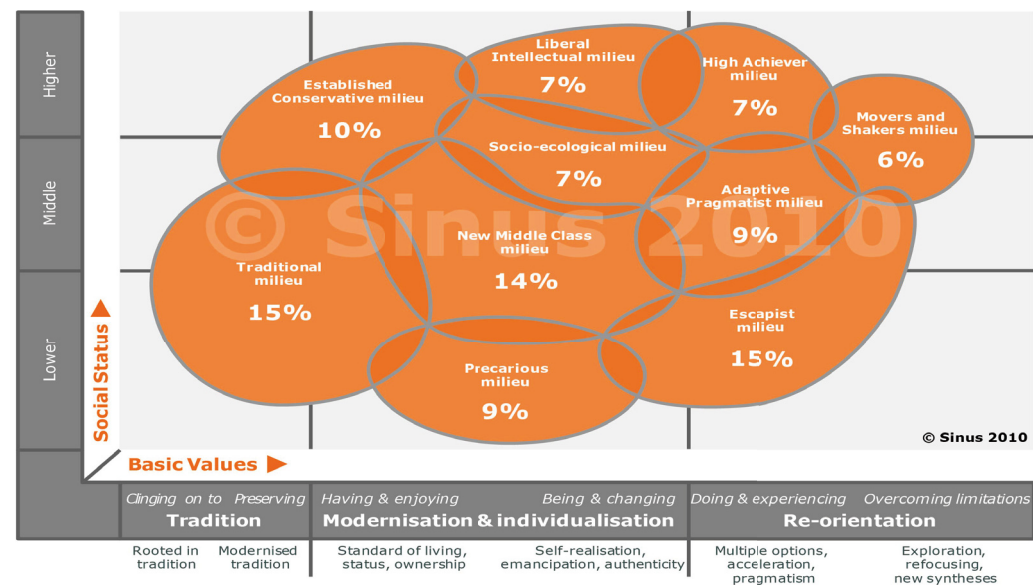 Higher
Middle
Lower
Social Status
Liberal
Intellectual milieu
7%
High Achiever
milieu
7%
Established
Conservative milieu
10%
Movers and
Shakers milieu
6%
Socio-ecological milieu
7%
Adaptive
Pragmatist milieu
9%
© Sinus 2010
New Middle Class
milieu
14%
Traditional
milieu
15%
Escapist
milieu
15%
Precarious
milieu
9%
© Sinus 2010
Basic Values
Clinging on to Preserving
Tradition
Having & enjoying Being & changing
Modernisation & individualisation
Doing & experiencing Overcoming limitations
Re-orientation
Rooted in
tradition
Modernised
tradition
Standard of living,
status, ownership
Self-realisation,
emancipation, authenticity
Multiple options,
acceleration,
pragmatism
Exploration,
refocusing,
new syntheses